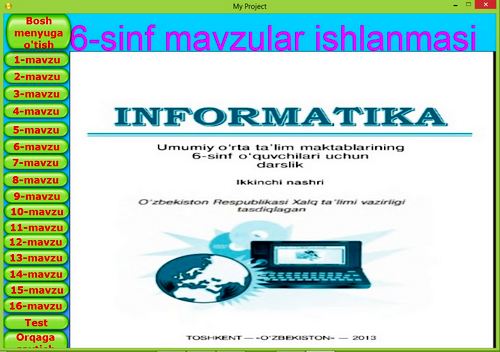 My Project
Bosh
menyuga
o'tish
6-sinf mavzular ishlanmasi
1-mavzu
2-mavzu
3-mavzu
4-mavzu
5-mavzu
6-mavzu
7-mavzu
8-mavzu
9-mavzu
10-mavzu
11-mavzu
12-mavzu
13-mavzu
14-mavzu
15-mavzu
16-mavzu
Test
Orqaga
INFORMATIKA
Umumiy o‘rta ta’lim maktablarining
6-sinf o‘quvchilari uchun
darslik
Ikkinchi nashri
O‘zbekiston Respublikasi Xalq ta’limi vazirligi
tasdiqlagan
TOSHKENT — «O‘ZBEKISTON» — 2013